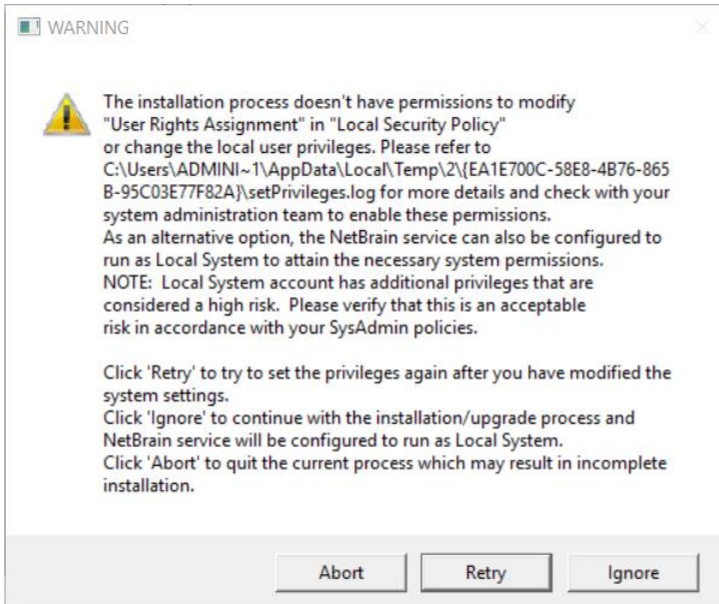 WARNING
The installation process doesn't have permissions to modify
"User Rights Assignment" in "Local Security Policy"
or change the local user privileges. Please refer to
C:\Users\ADMINI~1\AppData\Local\Temp\2\{EA1E700C-58E8-4B76-865
B-95C03E77F82A}\setPrivileges.log for more details and check with your
system administration team to enable these permissions.
As an alternative option, the NetBrain service can also be configured to
run as Local System to attain the necessary system permissions.
NOTE:  Local System account has additional privileges that are
considered a high risk.  Please verify that this is an acceptable
risk in accordance with your SysAdmin policies.
Click 'Retry' to try to set the privileges again after you have modified the
system settings.
Click 'Ignore' to continue with the installation/upgrade process and
NetBrain service will be configured to run as Local System.
Click 'Abort' to quit the current process which may result in incomplete
installation.
Abort Retry Ignore